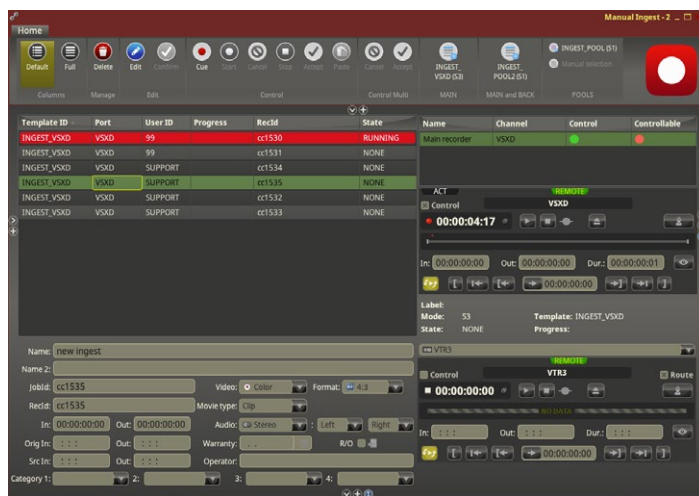 Manual Ingest - 2
Home
Default Full Delete Edit Confirm Cue Start Cancel Stop Accept Paste Cancel Accept INGEST_VSXD (S3) INGEST_POOL2 (S1) INGEST_POOL (S1)
Manual selection
Columns Manage Edit Control Control Multi MAIN MAIN and BACK POOLS
Template ID Port User ID Progress RecId State
INGEST_VSXD VSXD 99 cc1530 RUNNING
INGEST_VSXD VSXD 99 cc1531 NONE
INGEST_VSXD VSXD SUPPORT cc1534 NONE
INGEST_VSXD VSXD SUPPORT cc1535 NONE
INGEST_VSXD VSXD SUPPORT cc1532 NONE
INGEST_VSXD VSXD SUPPORT cc1533 NONE
Name Channel Control Controllable
Main recorder VSXD
ACT REMOTE
Control VSXD
00:00:04:17
In: 00:00:00:00 Out: 00:00:00:00 Dur.: 00:00:00:01
00:00:00:00
Label:
Mode: S3 Template: INGEST_VSXD
State: NONE Progress:
VTR3
REMOTE
Control VTR3 Route
00:00:00:00
NO DATA
In: : : : Out: : : : Dur.: : : :
00:00:00:00
Name: new ingest
Name 2:
JobId: cc1535 Video: Color Format: 4:3
RecId: cc1535 Movie type: Clip
In: 00:00:00:00 Out: 00:00:00:00 Audio: Stereo : Left Right
Orig In: : : : Out: : : : Warranty: . . R/O
Src In: : : : Out: : : : Operator:
Category 1: 2: 3: 4: